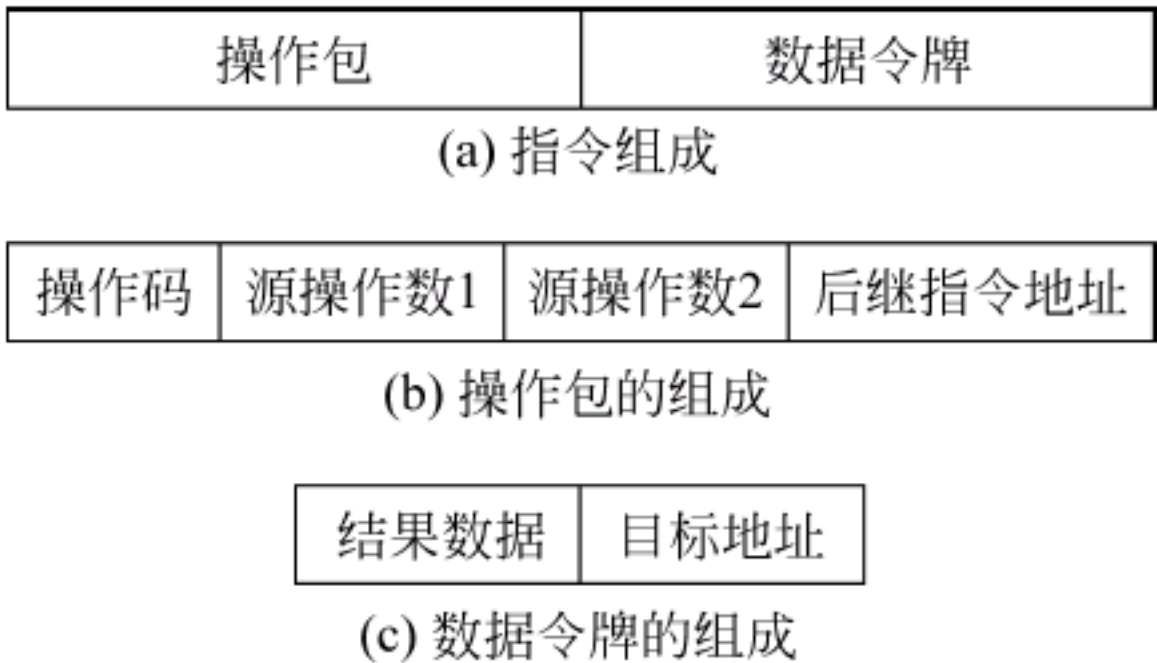 操作包 数据令牌
(a) 指令组成
操作码 源操作数1 源操作数2 后继指令地址
(b) 操作包的组成
结果数据 目标地址
(c) 数据令牌的组成